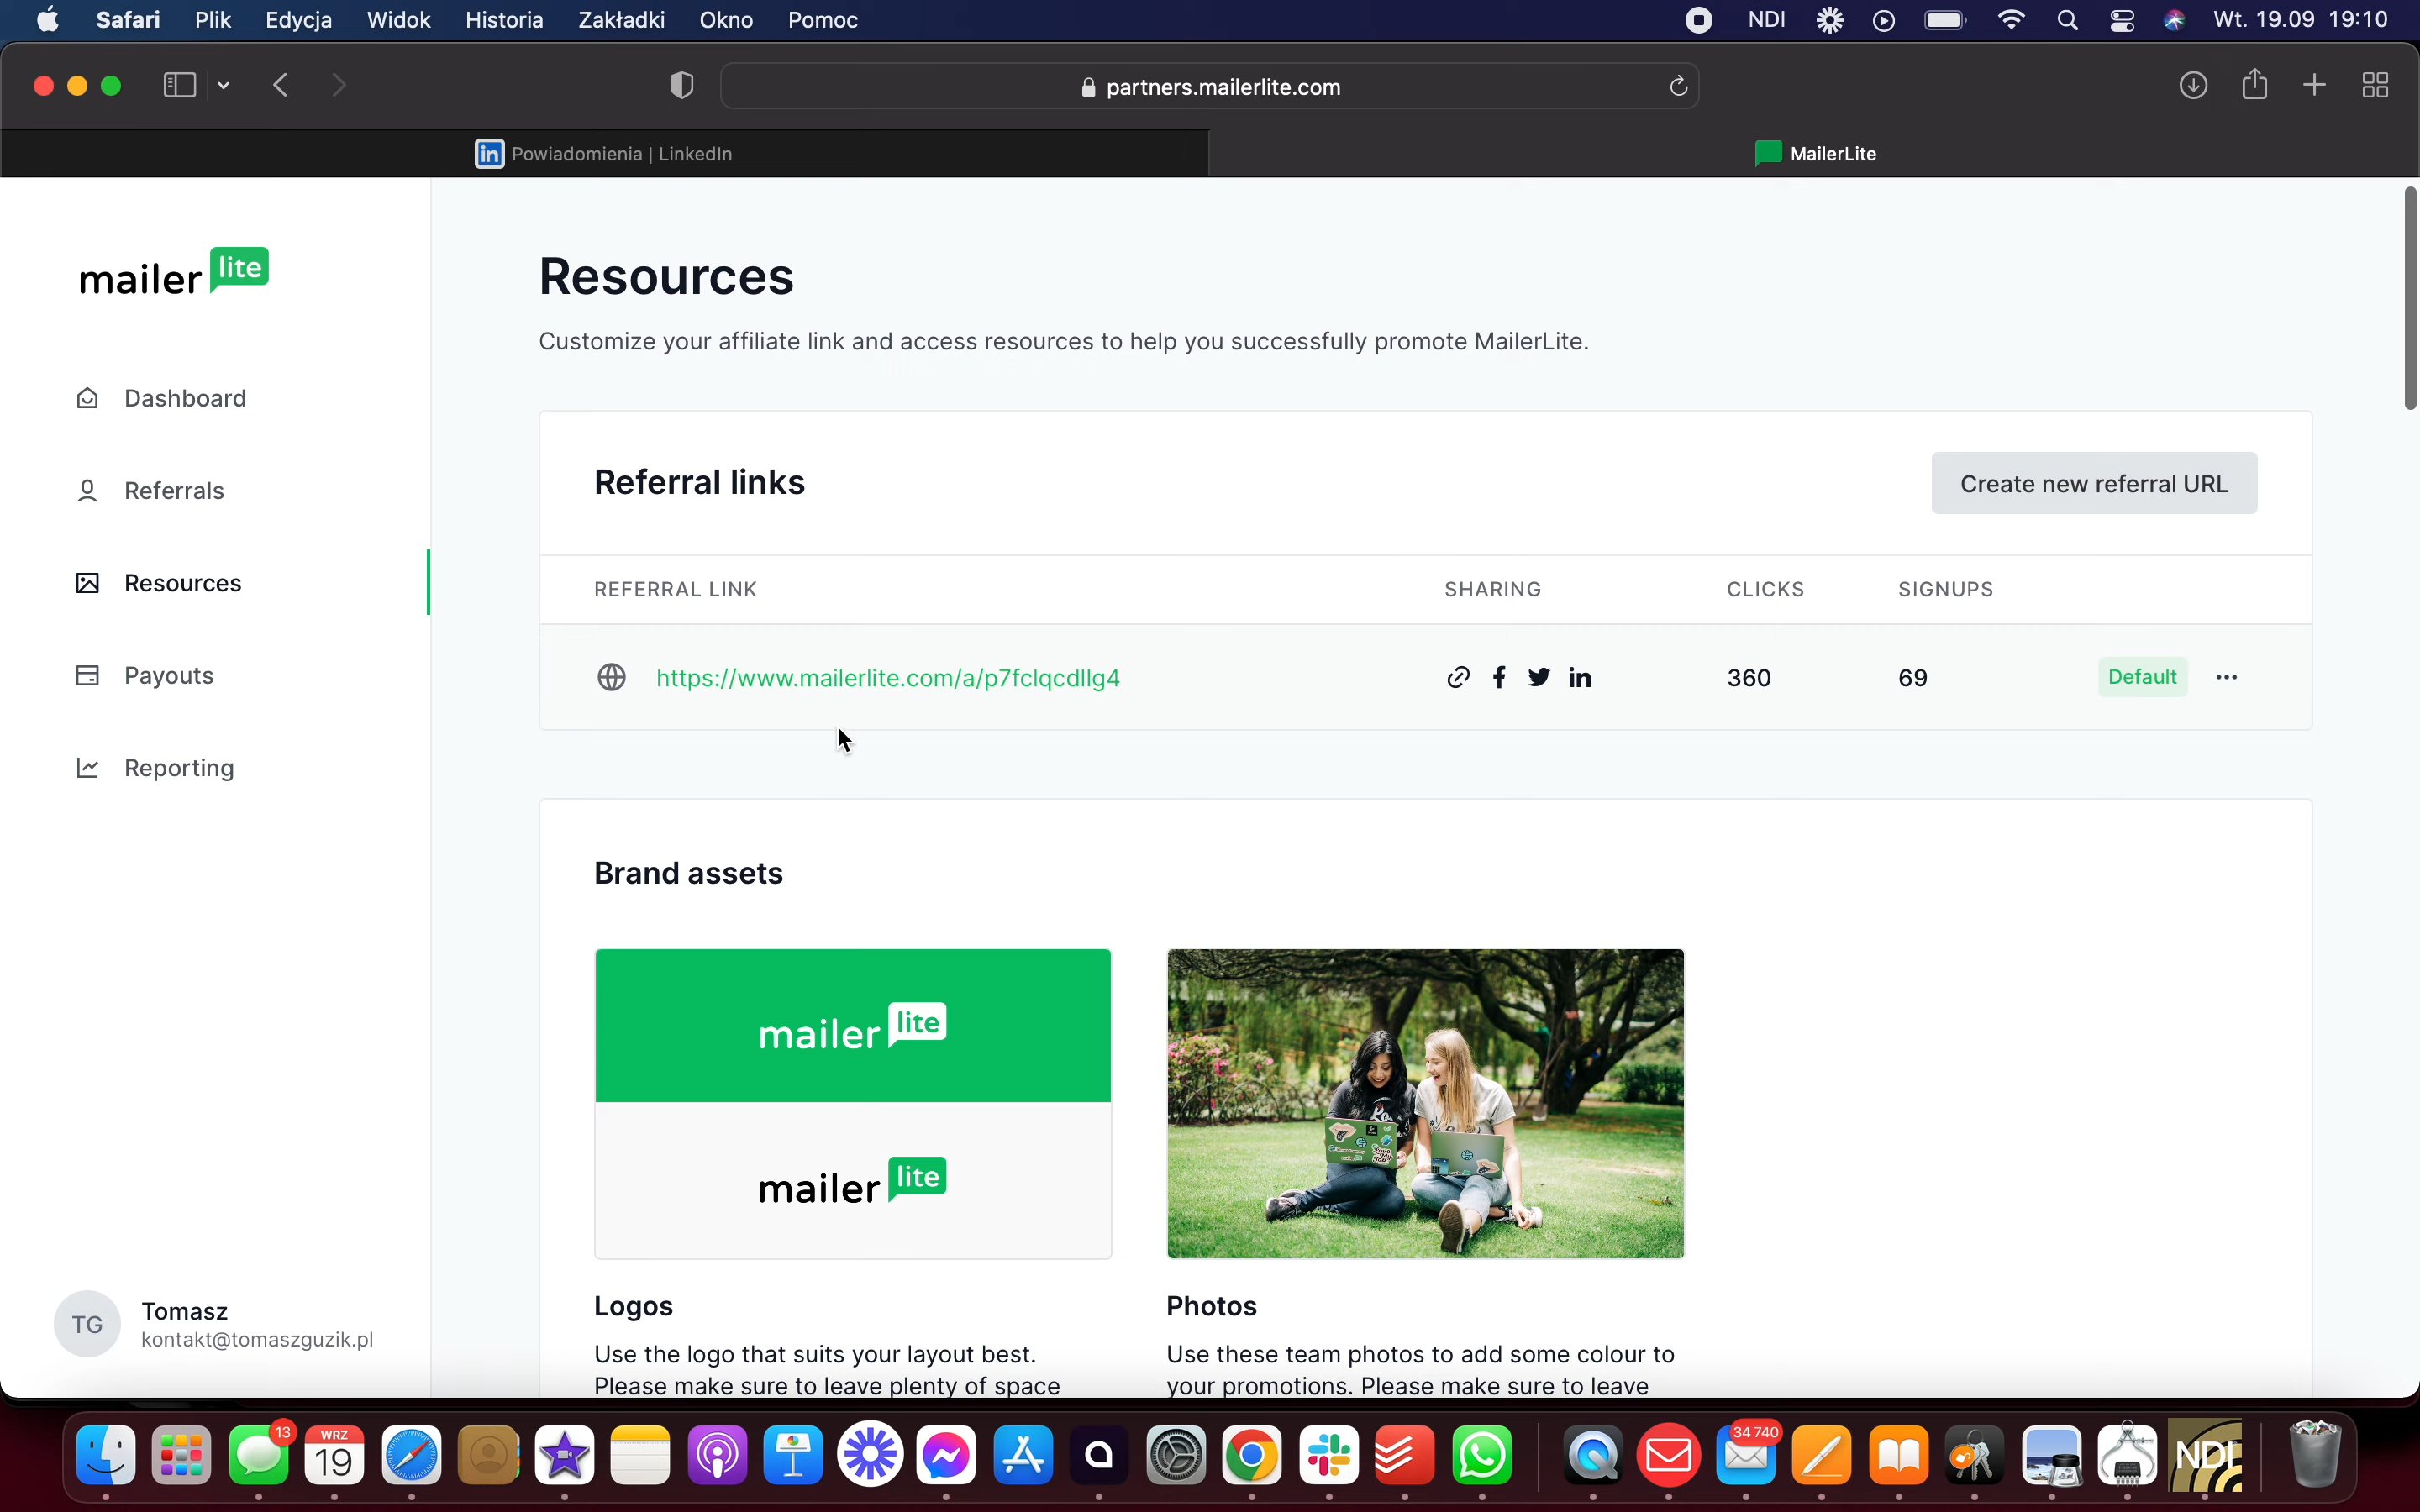 Safari Plik Edycja Widok Historia Zakładki Okno Pomoc NDI Wt. 19.09 19:10
partners.mailerlite.com
in Powiadomienia | LinkedIn MailerLite
mailer lite
Dashboard
Referrals
Resources
Payouts
Reporting
TG Tomasz
kontakt@tomaszguzik.pl
Resources
Customize your affiliate link and access resources to help you successfully promote MailerLite.
Referral links Create new referral URL
REFERRAL LINK SHARING CLICKS SIGNUPS
https://www.mailerlite.com/a/p7fclqcdllg4 360 69 Default
Brand assets
mailer lite
mailer lite
Logos
Use the logo that suits your layout best.
Please make sure to leave plenty of space
Photos
Use these team photos to add some colour to
your promotions. Please make sure to leave
13 WRZ 19 34 740 NDI